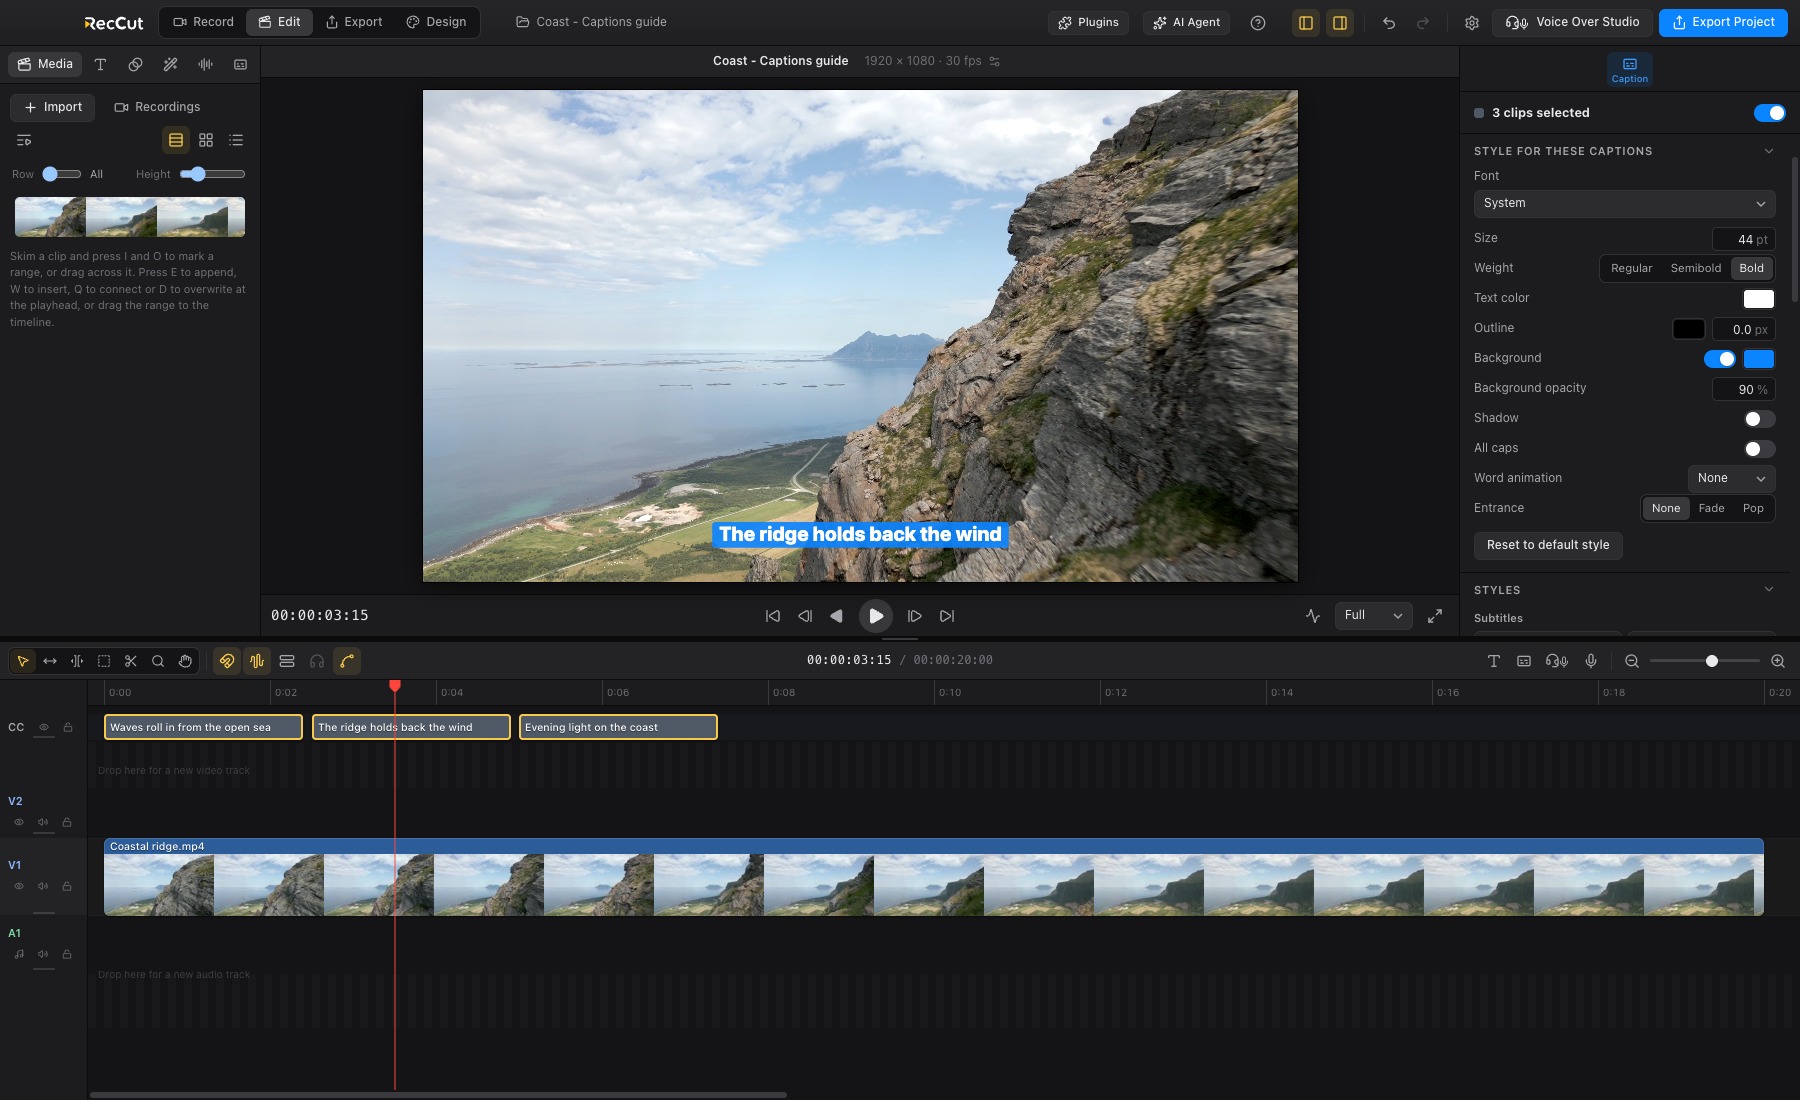 RecCut
Record
Edit
Export
Design
Coast - Captions guide
Plugins
AI Agent
Voice Over Studio
Export Project
Media
Coast - Captions guide
1920 × 1080 · 30 fps
Caption
Import
Recordings
3 clips selected
Row
All
Height
Skim a clip and press I and O to mark a
range, or drag across it. Press E to append,
W to insert, Q to connect or D to overwrite at
the playhead, or drag the range to the
timeline.
STYLE FOR THESE CAPTIONS
Font
System
Size
44 pt
Weight
Regular
Semibold
Bold
Text color
Outline
0.0 px
Background
Background opacity
90 %
Shadow
All caps
Word animation
None
Entrance
None
Fade
Pop
Reset to default style
STYLES
Subtitles
The ridge holds back the wind
00:00:03:15
Full
00:00:03:15 / 00:00:20:00
0:00
0:02
0:04
0:06
0:08
0:10
0:12
0:14
0:16
0:18
0:20
CC
Waves roll in from the open sea
The ridge holds back the wind
Evening light on the coast
Drop here for a new video track
V2
V1
Coastal ridge.mp4
A1
Drop here for a new audio track